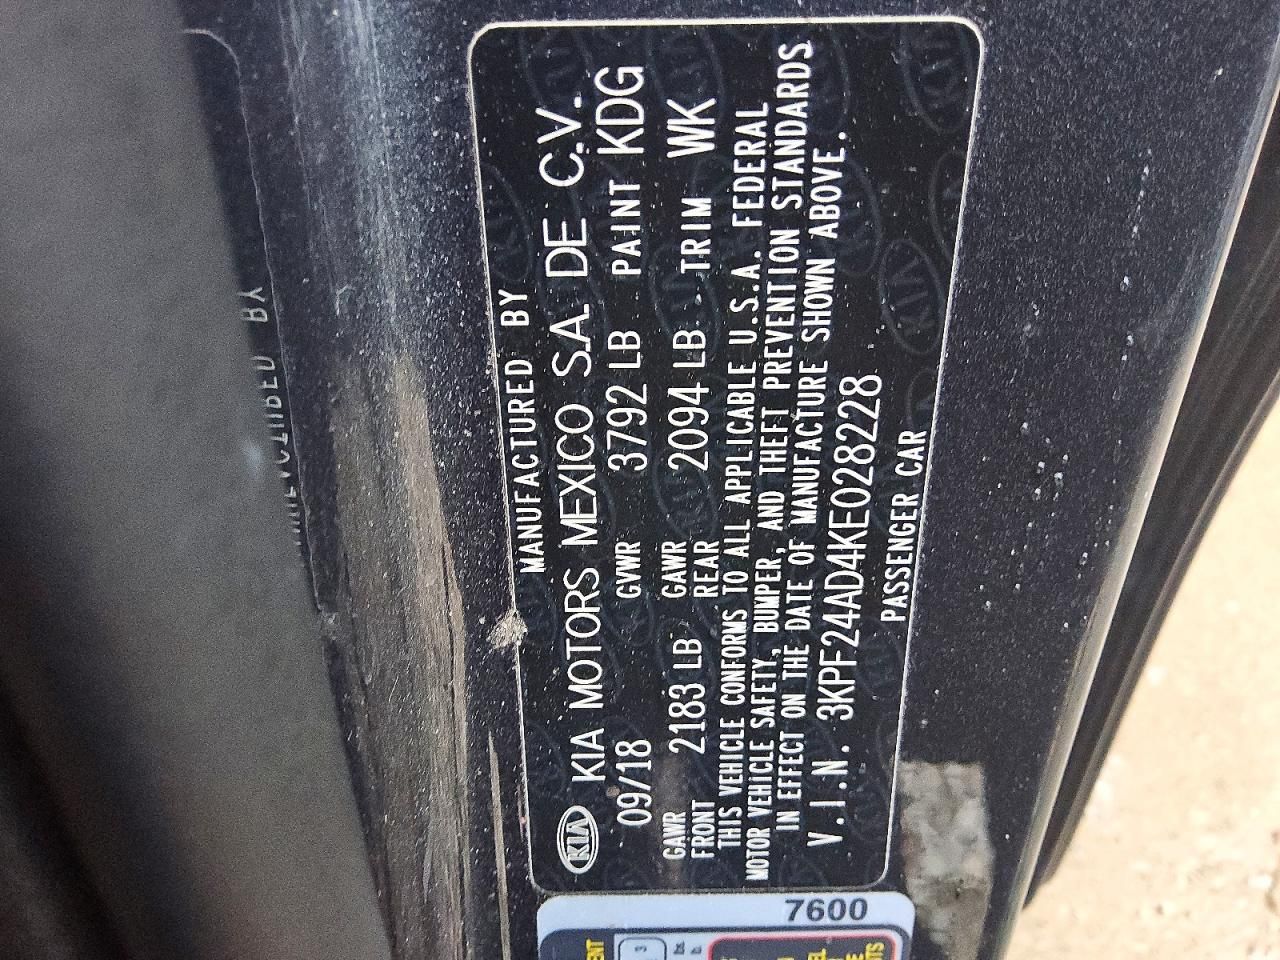 MANUFACTURED BY
KIA KIA MOTORS MEXICO S.A. DE C.V.
09/18 GVWR 3792 LB PAINT KDG
GAWR FRONT 2183 LB GAWR REAR 2094 LB TRIM WK
THIS VEHICLE CONFORMS TO ALL APPLICABLE U.S.A. FEDERAL
MOTOR VEHICLE SAFETY, BUMPER, AND THEFT PREVENTION STANDARDS
IN EFFECT ON THE DATE OF MANUFACTURE SHOWN ABOVE.
V.I.N. 3KPF24AD4KE028228
PASSENGER CAR
7600